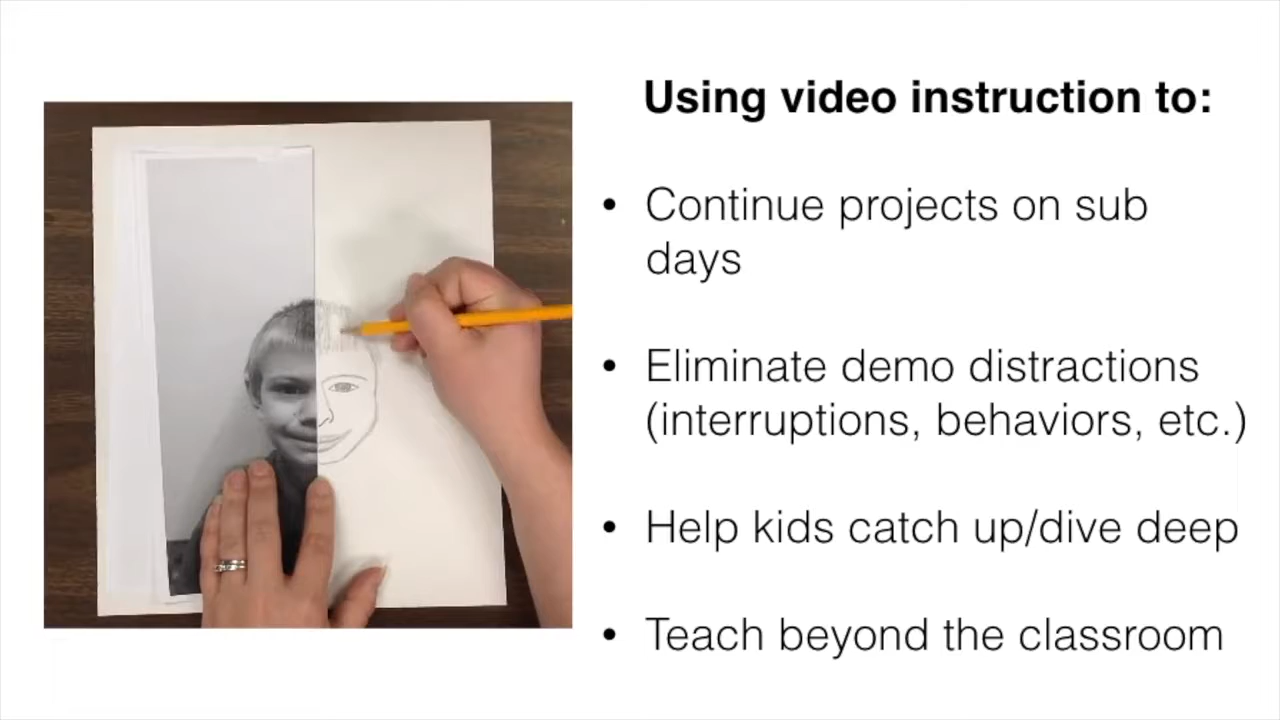 Using video instruction to:
• Continue projects on sub
days
• Eliminate demo distractions
(interruptions, behaviors, etc.)
• Help kids catch up/dive deep
• Teach beyond the classroom